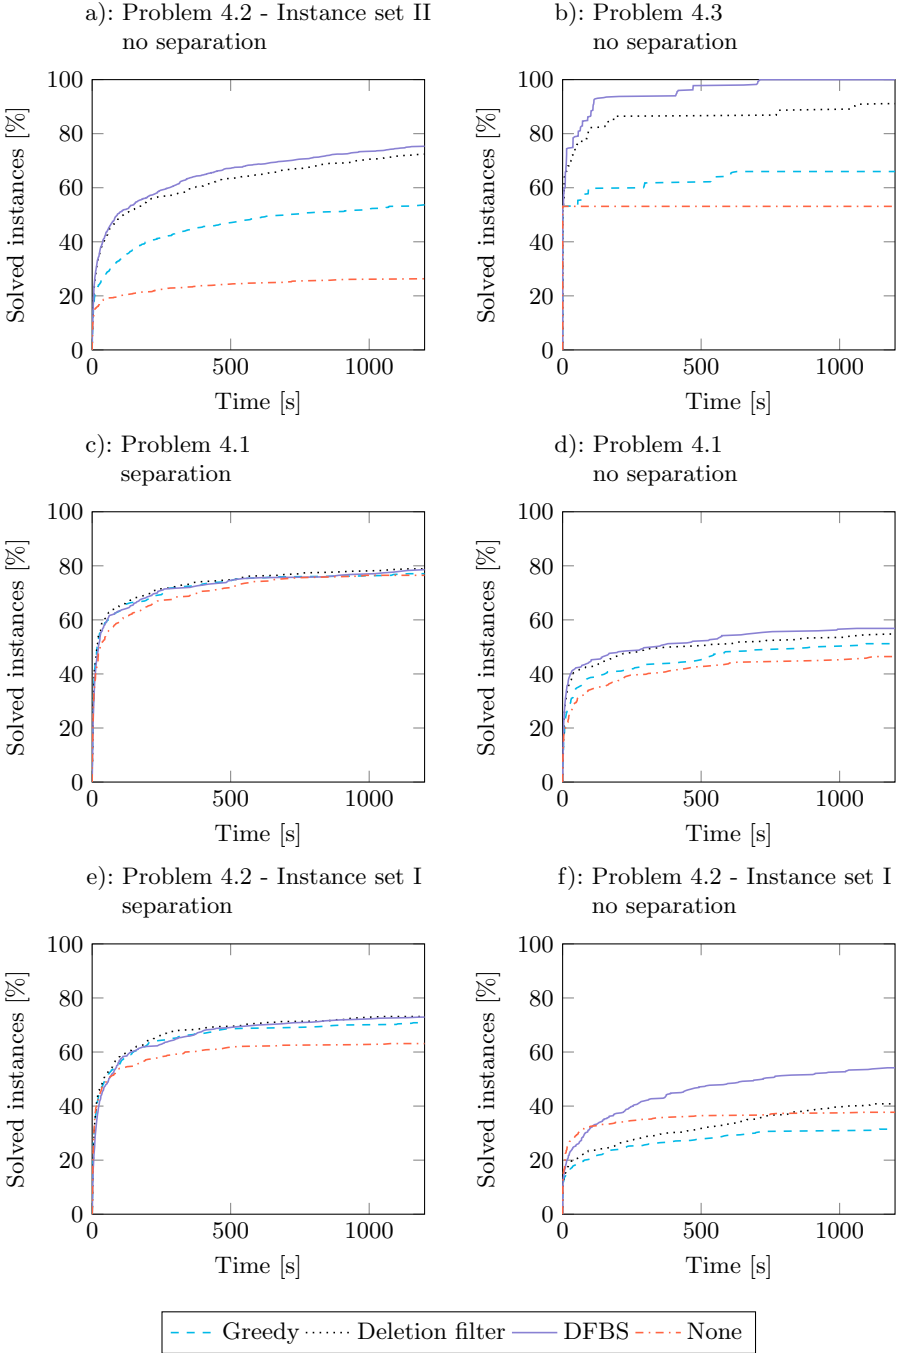 a): Problem 4.2 - Instance set II
no separation
100
80
60
40
20
0
0 500 1000
Solved instances [%]
Time [s]
b): Problem 4.3
no separation
100
80
60
40
20
0
0 500 1000
Solved instances [%]
Time [s]
c): Problem 4.1
separation
100
80
60
40
20
0
0 500 1000
Solved instances [%]
Time [s]
d): Problem 4.1
no separation
100
80
60
40
20
0
0 500 1000
Solved instances [%]
Time [s]
e): Problem 4.2 - Instance set I
separation
100
80
60
40
20
0
0 500 1000
Solved instances [%]
Time [s]
f): Problem 4.2 - Instance set I
no separation
100
80
60
40
20
0
0 500 1000
Solved instances [%]
Time [s]
Greedy Deletion filter DFBS None